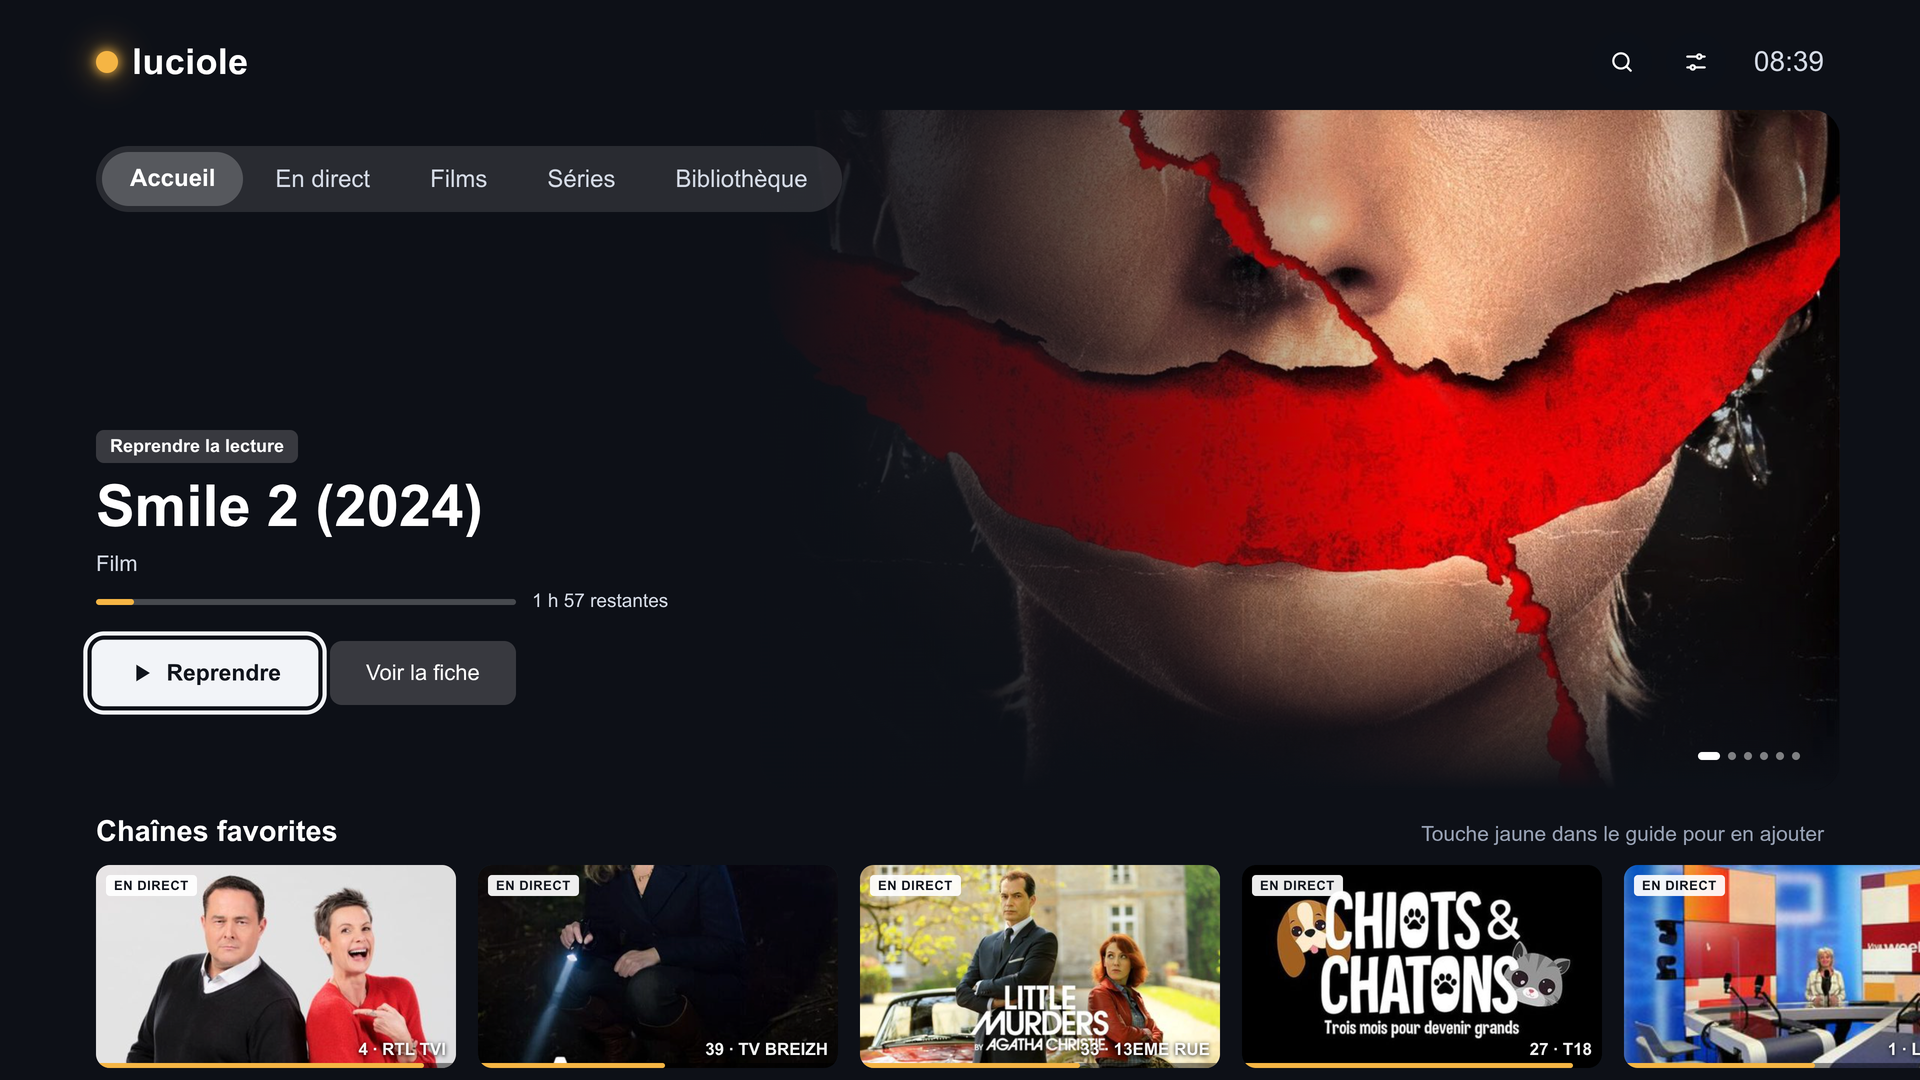 luciole
08:39
Accueil
En direct
Films
Séries
Bibliothèque
Reprendre la lecture
Smile 2 (2024)
Film
1 h 57 restantes
Reprendre
Voir la fiche
Chaînes favorites
Touche jaune dans le guide pour en ajouter
EN DIRECT
4 · RTL TVI
EN DIRECT
39 · TV BREIZH
EN DIRECT
LITTLE
MURDERS
BY AGATHA CHRISTIE
33 · 13EME RUE
EN DIRECT
CHIOTS &
CHATONS
Trois mois pour devenir grands
27 · T18
EN DIRECT
1 · L